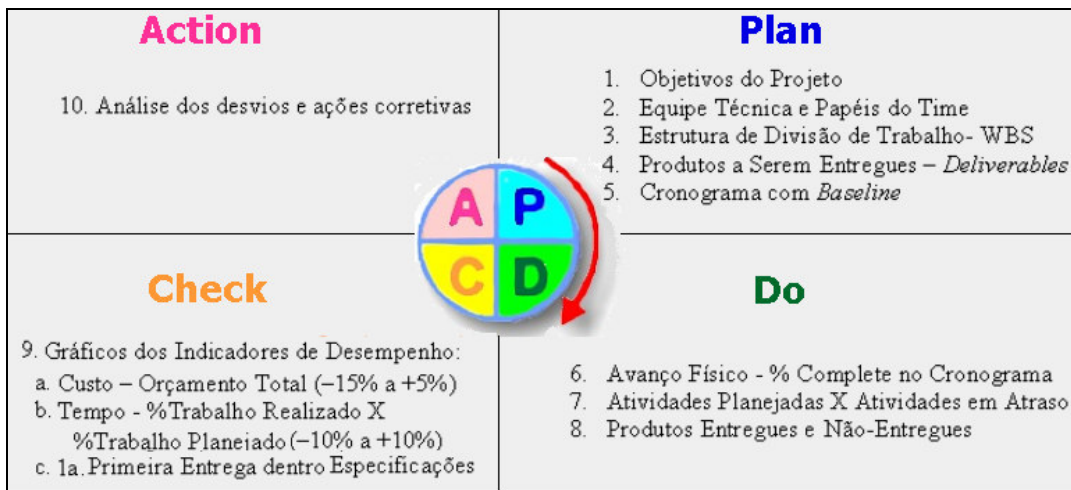 Action
10. Análise dos desvios e ações corretivas
Plan
1. Objetivos do Projeto
2. Equipe Técnica e Papéis do Time
3. Estrutura de Divisão de Trabalho- WBS
4. Produtos a Serem Entregues – Deliverables
5. Cronograma com Baseline
A P
C D
Check
9. Gráficos dos Indicadores de Desempenho:
a. Custo – Orçamento Total (–15% a +5%)
b. Tempo - %Trabalho Realizado X
%Trabalho Planejado (–10% a +10%)
c. 1a. Primeira Entrega dentro Especificações
Do
6. Avanço Físico - % Complete no Cronograma
7. Atividades Planejadas X Atividades em Atraso
8. Produtos Entregues e Não-Entregues